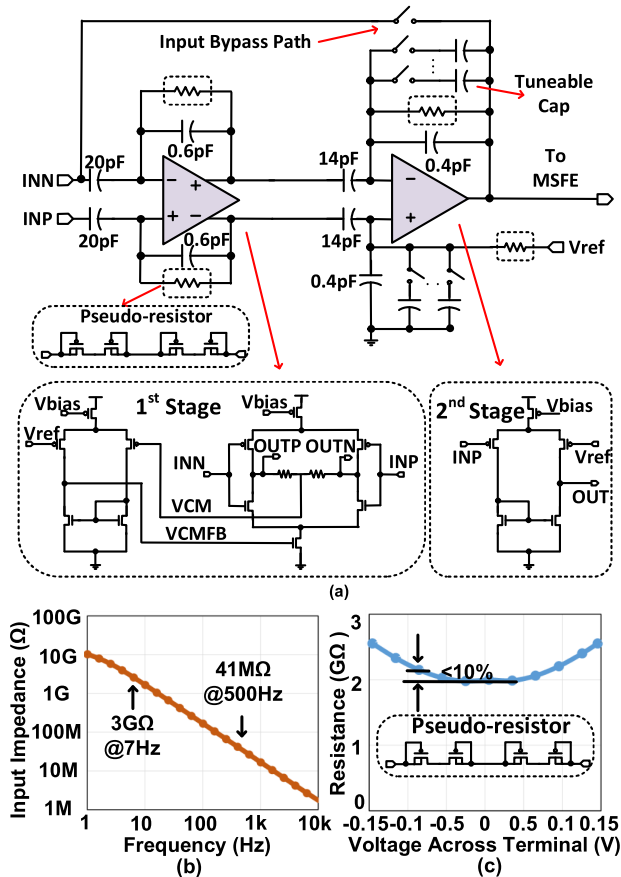 Input Bypass Path
Tuneable
Cap
0.6pF
0.4pF
20pF
14pF
INN
INP
20pF
14pF
0.6pF
0.4pF
To
MSFE
Vref
Pseudo-resistor
1st Stage
Vbias
Vbias
Vref
INN
OUTP
OUTN
INP
VCM
VCMFB
2nd Stage
Vbias
INP
Vref
OUT
(a)
Input Impedance (Ω)
100G
10G
1G
100M
10M
1M
3GΩ
@7Hz
41MΩ
@500Hz
1
10
100
1k
10k
Frequency (Hz)
(b)
Resistance (GΩ)
3
2
1
0
<10%
Pseudo-resistor
-0.15
-0.1
-0.05
0
0.05
0.1
0.15
Voltage Across Terminal (V)
(c)